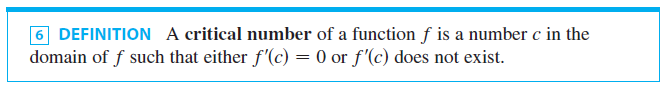 6 DEFINITION A critical number of a function f is a number c in the
domain of f such that either f'(c) = 0 or f'(c) does not exist.